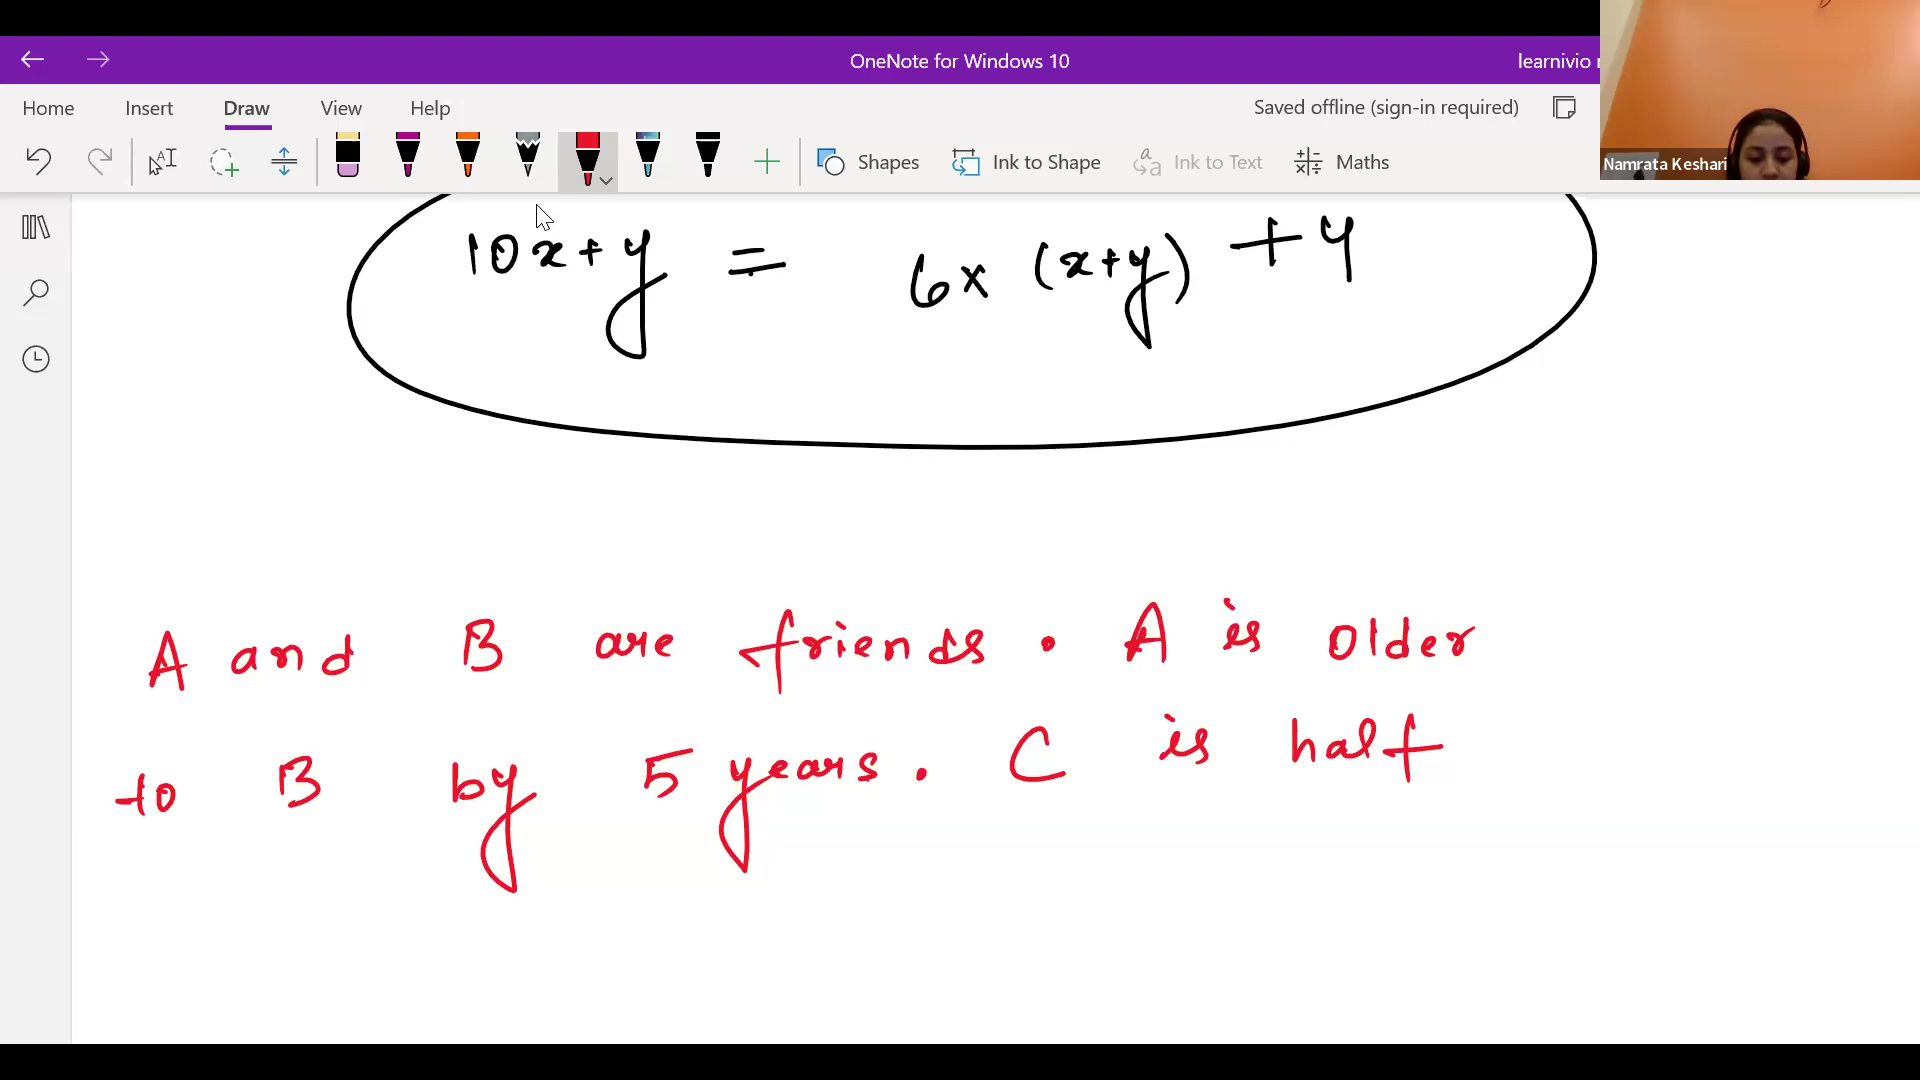 OneNote for Windows 10
learnivio
Home Insert Draw View Help
Saved offline (sign-in required)
Shapes Ink to Shape Ink to Text Maths
Namrata Keshari
10x+y = 6x (x+y) + 4
A and B are friends. A is older
to B by 5 years. C is half